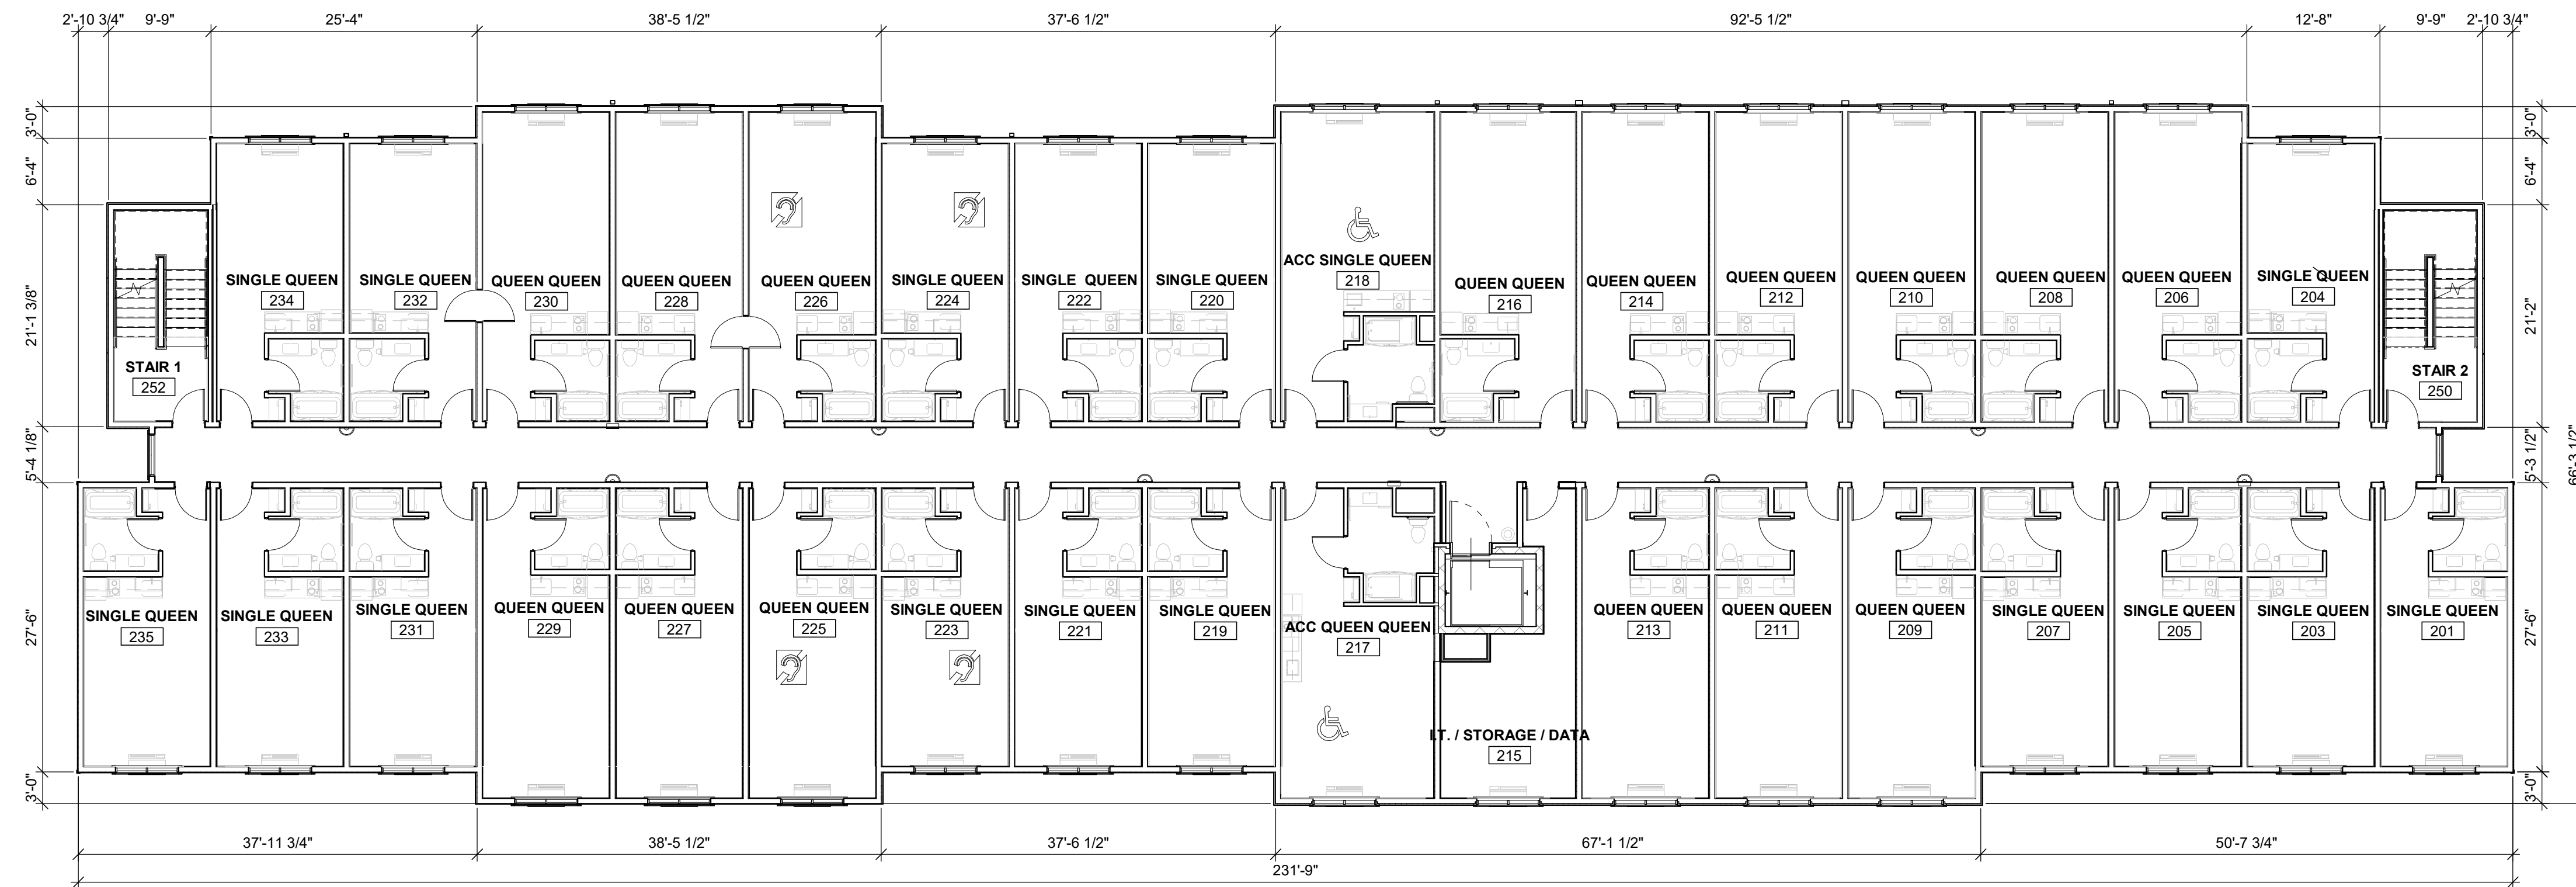 2'-10 3/4" 9'-9" 25'-4" 38'-5 1/2" 37'-6 1/2" 92'-5 1/2" 12'-8" 9'-9" 2'-10 3/4"
3'-0"
6'-4"
21'-1 3/8"
5'-4 1/8"
27'-6"
3'-0"
3'-0"
6'-4"
21'-2"
5'-3 1/2"
27'-6"
3'-0"
66'-3 1/2"
STAIR 1
252
SINGLE QUEEN
234
SINGLE QUEEN
232
QUEEN QUEEN
230
QUEEN QUEEN
228
QUEEN QUEEN
226
SINGLE QUEEN
224
SINGLE QUEEN
222
SINGLE QUEEN
220
ACC SINGLE QUEEN
218
QUEEN QUEEN
216
QUEEN QUEEN
214
QUEEN QUEEN
212
QUEEN QUEEN
210
QUEEN QUEEN
208
QUEEN QUEEN
206
SINGLE QUEEN
204
STAIR 2
250
SINGLE QUEEN
235
SINGLE QUEEN
233
SINGLE QUEEN
231
QUEEN QUEEN
229
QUEEN QUEEN
227
QUEEN QUEEN
225
SINGLE QUEEN
223
SINGLE QUEEN
221
SINGLE QUEEN
219
ACC QUEEN QUEEN
217
I.T. / STORAGE / DATA
215
QUEEN QUEEN
213
QUEEN QUEEN
211
QUEEN QUEEN
209
SINGLE QUEEN
207
SINGLE QUEEN
205
SINGLE QUEEN
203
SINGLE QUEEN
201
37'-11 3/4" 38'-5 1/2" 37'-6 1/2" 67'-1 1/2" 50'-7 3/4"
231'-9"